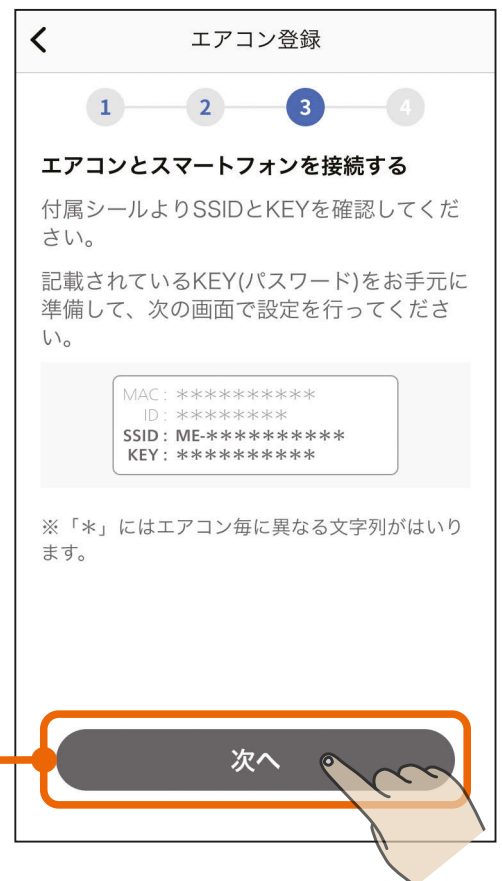 エアコン登録
1 2 3 4
エアコンとスマートフォンを接続する
付属シールよりSSIDとKEYを確認してくだ
さい。
記載されているKEY(パスワード)をお手元に
準備して、次の画面で設定を行ってくださ
い。
MAC : **********
ID : ********
SSID : ME-**********
KEY : **********
※「*」にはエアコン毎に異なる文字列がはいり
ます。
次へ